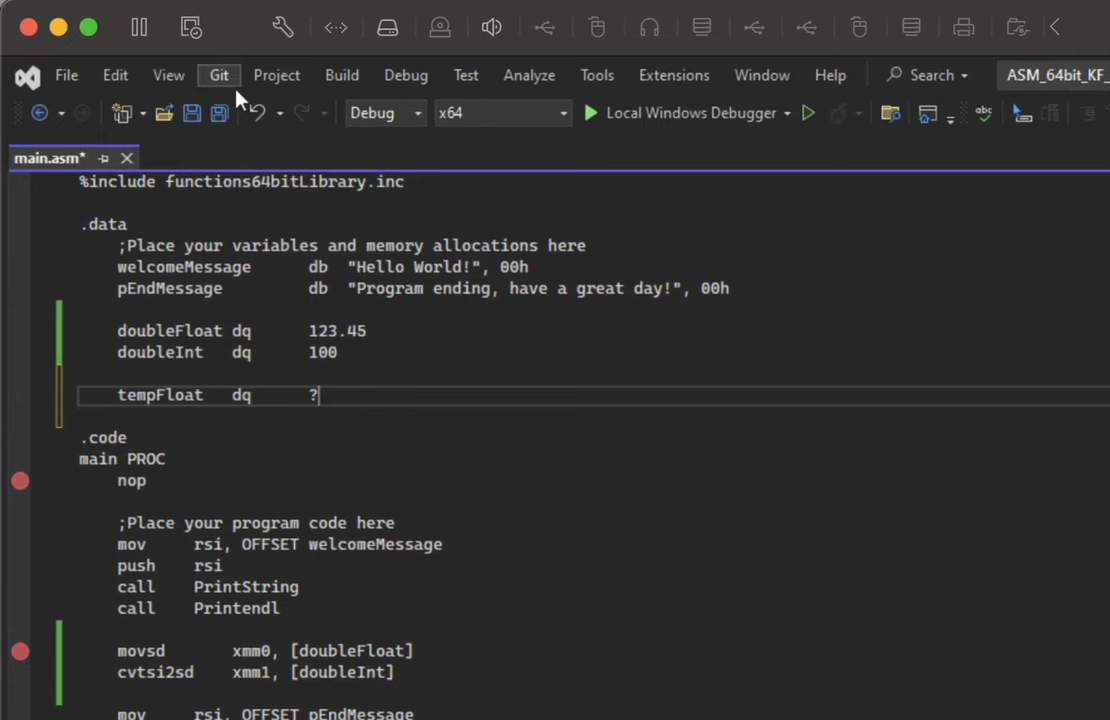 File Edit View Git Project Build Debug Test Analyze Tools Extensions Window Help Search ASM_64bit_KF_
Debug x64 Local Windows Debugger abc
main.asm*
%include functions64bitLibrary.inc
.data
;Place your variables and memory allocations here
welcomeMessage db "Hello World!", 00h
pEndMessage db "Program ending, have a great day!", 00h
doubleFloat dq 123.45
doubleInt dq 100
tempFloat dq ?
.code
main PROC
nop
;Place your program code here
mov rsi, OFFSET welcomeMessage
push rsi
call PrintString
call Printendl
movsd xmm0, [doubleFloat]
cvtsi2sd xmm1, [doubleInt]
mov rsi, OFFSET pEndMessage